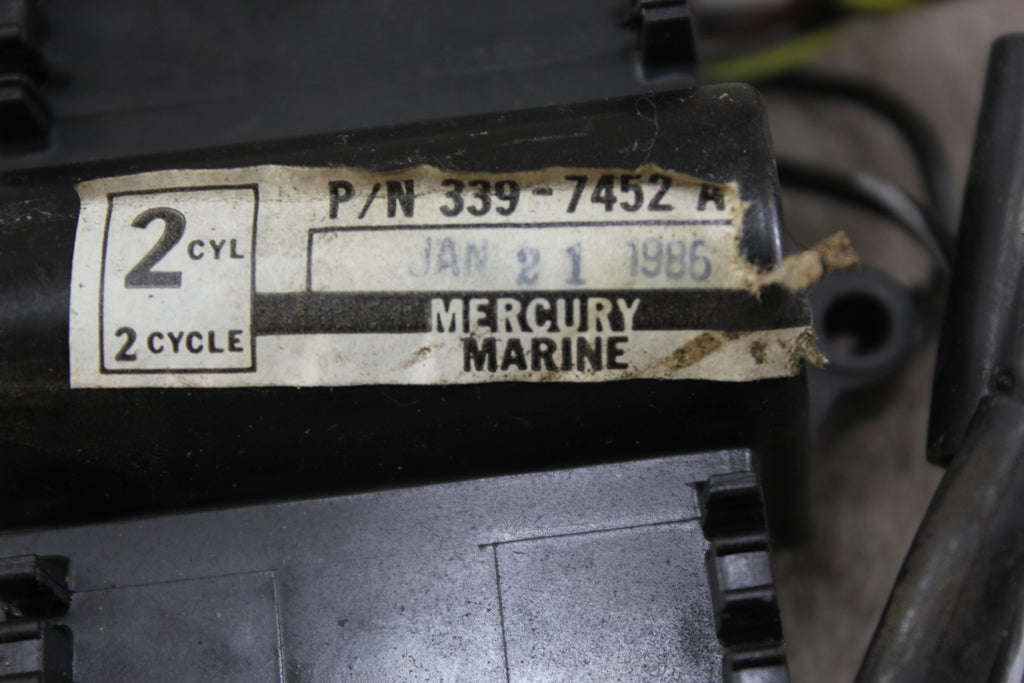 2 CYL
2 CYCLE
P/N 339-7452 A
JAN 21 1986
MERCURY
MARINE